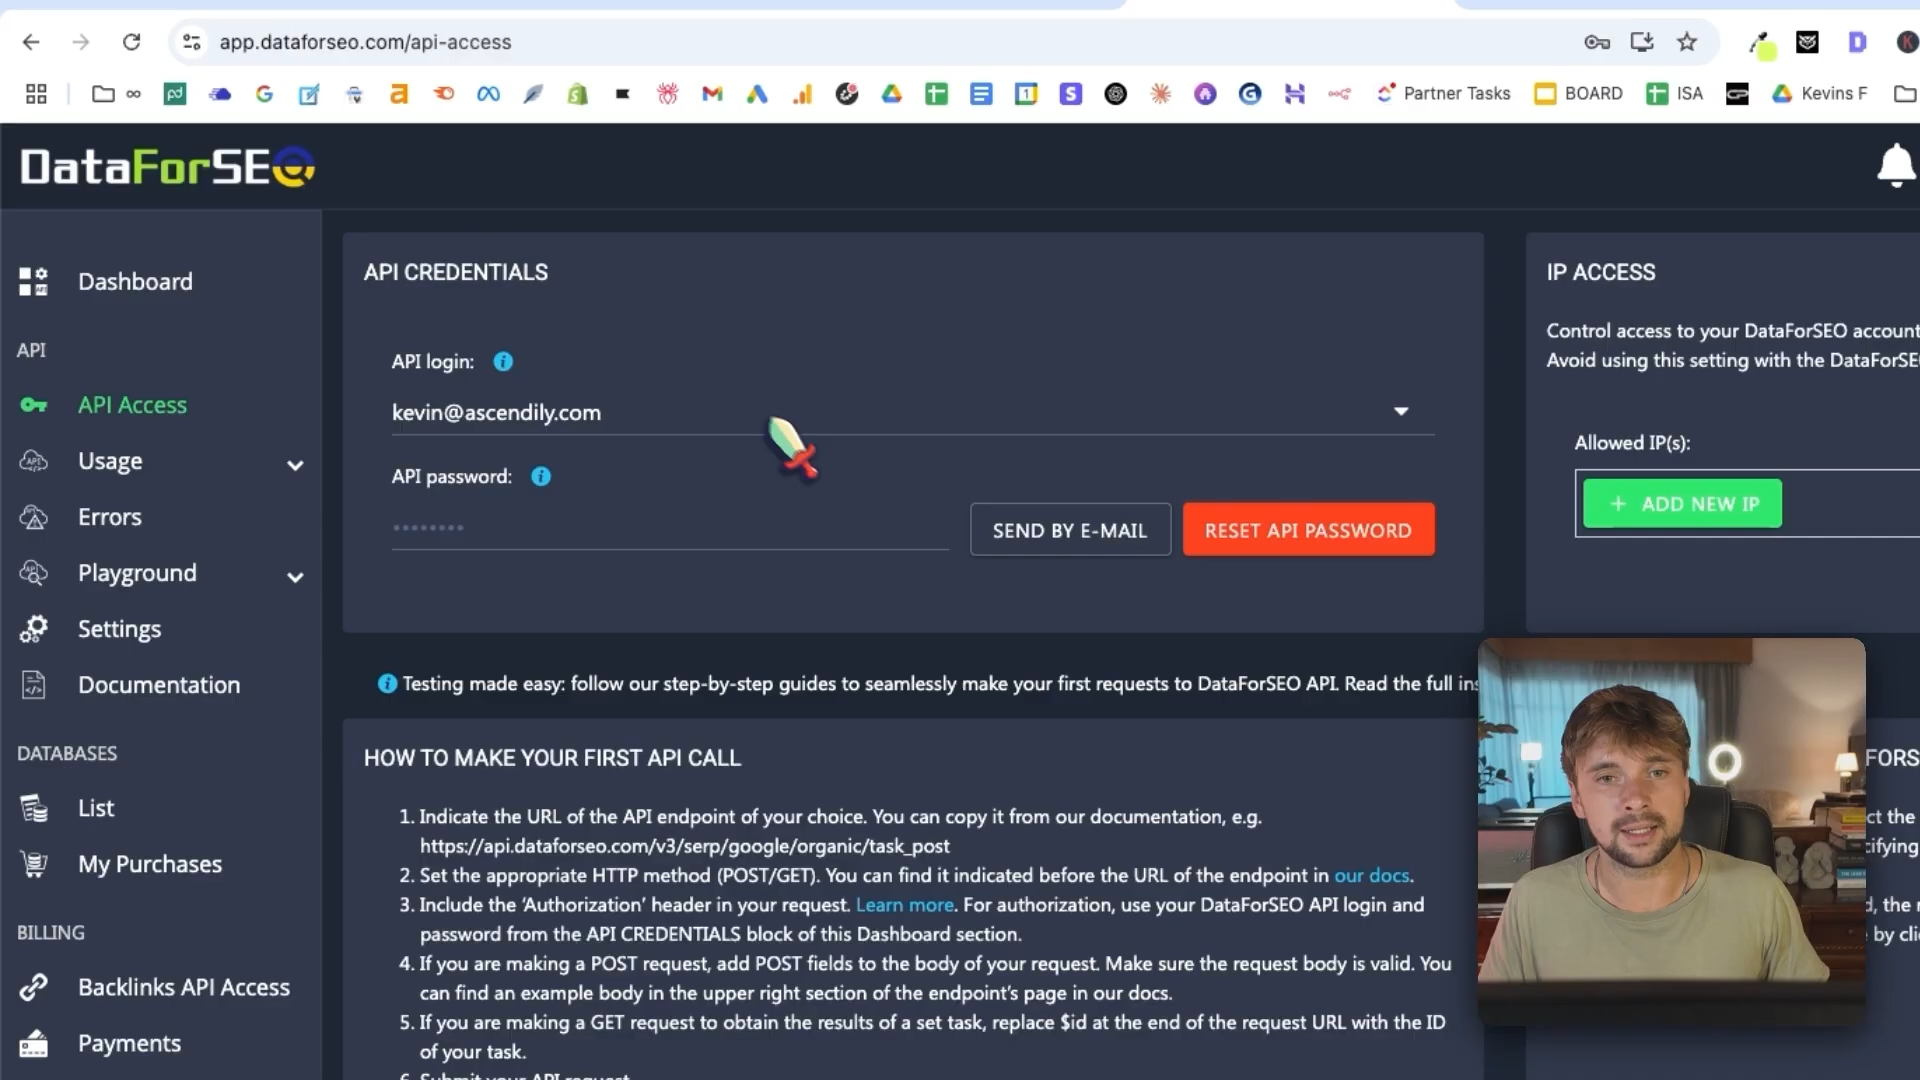 app.dataforseo.com/api-access
Partner Tasks
BOARD
ISA
Kevins F
DataForSEO
Dashboard
API
API Access
Usage
Errors
Playground
Settings
Documentation
DATABASES
List
My Purchases
BILLING
Backlinks API Access
Payments
API CREDENTIALS
API login:
kevin@ascendily.com
API password:
SEND BY E-MAIL
RESET API PASSWORD
IP ACCESS
Control access to your DataForSEO account
Avoid using this setting with the DataForSE
Allowed IP(s):
+ ADD NEW IP
Testing made easy: follow our step-by-step guides to seamlessly make your first requests to DataForSEO API. Read the full ins
HOW TO MAKE YOUR FIRST API CALL
1. Indicate the URL of the API endpoint of your choice. You can copy it from our documentation, e.g.
https://api.dataforseo.com/v3/serp/google/organic/task_post
2. Set the appropriate HTTP method (POST/GET). You can find it indicated before the URL of the endpoint in our docs.
3. Include the ‘Authorization’ header in your request. Learn more. For authorization, use your DataForSEO API login and
password from the API CREDENTIALS block of this Dashboard section.
4. If you are making a POST request, add POST fields to the body of your request. Make sure the request body is valid. You
can find an example body in the upper right section of the endpoint’s page in our docs.
5. If you are making a GET request to obtain the results of a set task, replace $id at the end of the request URL with the ID
of your task.
6. Submit your API request